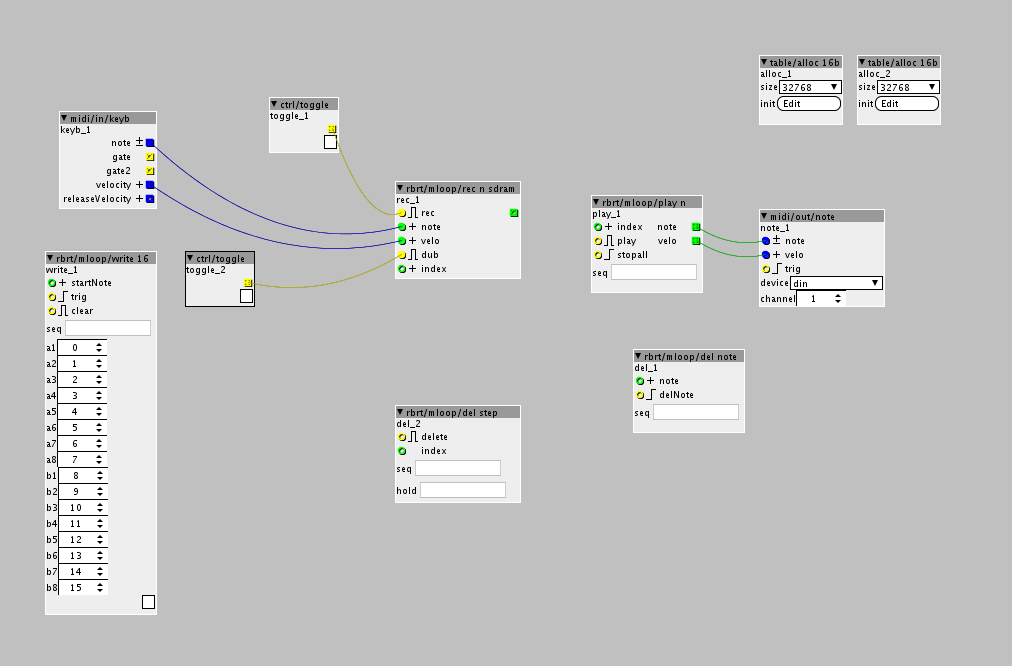 table/alloc 16b
alloc_1
size 32768
init Edit
table/alloc 16b
alloc_2
size 32768
init Edit
ctrl/toggle
toggle_1
midi/in/keyb
keyb_1
note ±
gate
gate2
velocity +
releaseVelocity +
rbrt/mloop/rec n sdram
rec_1
rec
+ note
+ velo
dub
+ index
rbrt/mloop/play n
play_1
+ index note
play velo
stopall
seq
midi/out/note
note_1
± note
+ velo
trig
device din
channel 1
rbrt/mloop/write 16
write_1
+ startNote
trig
clear
seq
a1 0
a2 1
a3 2
a4 3
a5 4
a6 5
a7 6
a8 7
b1 8
b2 9
b3 10
b4 11
b5 12
b6 13
b7 14
b8 15
ctrl/toggle
toggle_2
rbrt/mloop/del note
del_1
+ note
delNote
seq
rbrt/mloop/del step
del_2
delete
index
seq
hold